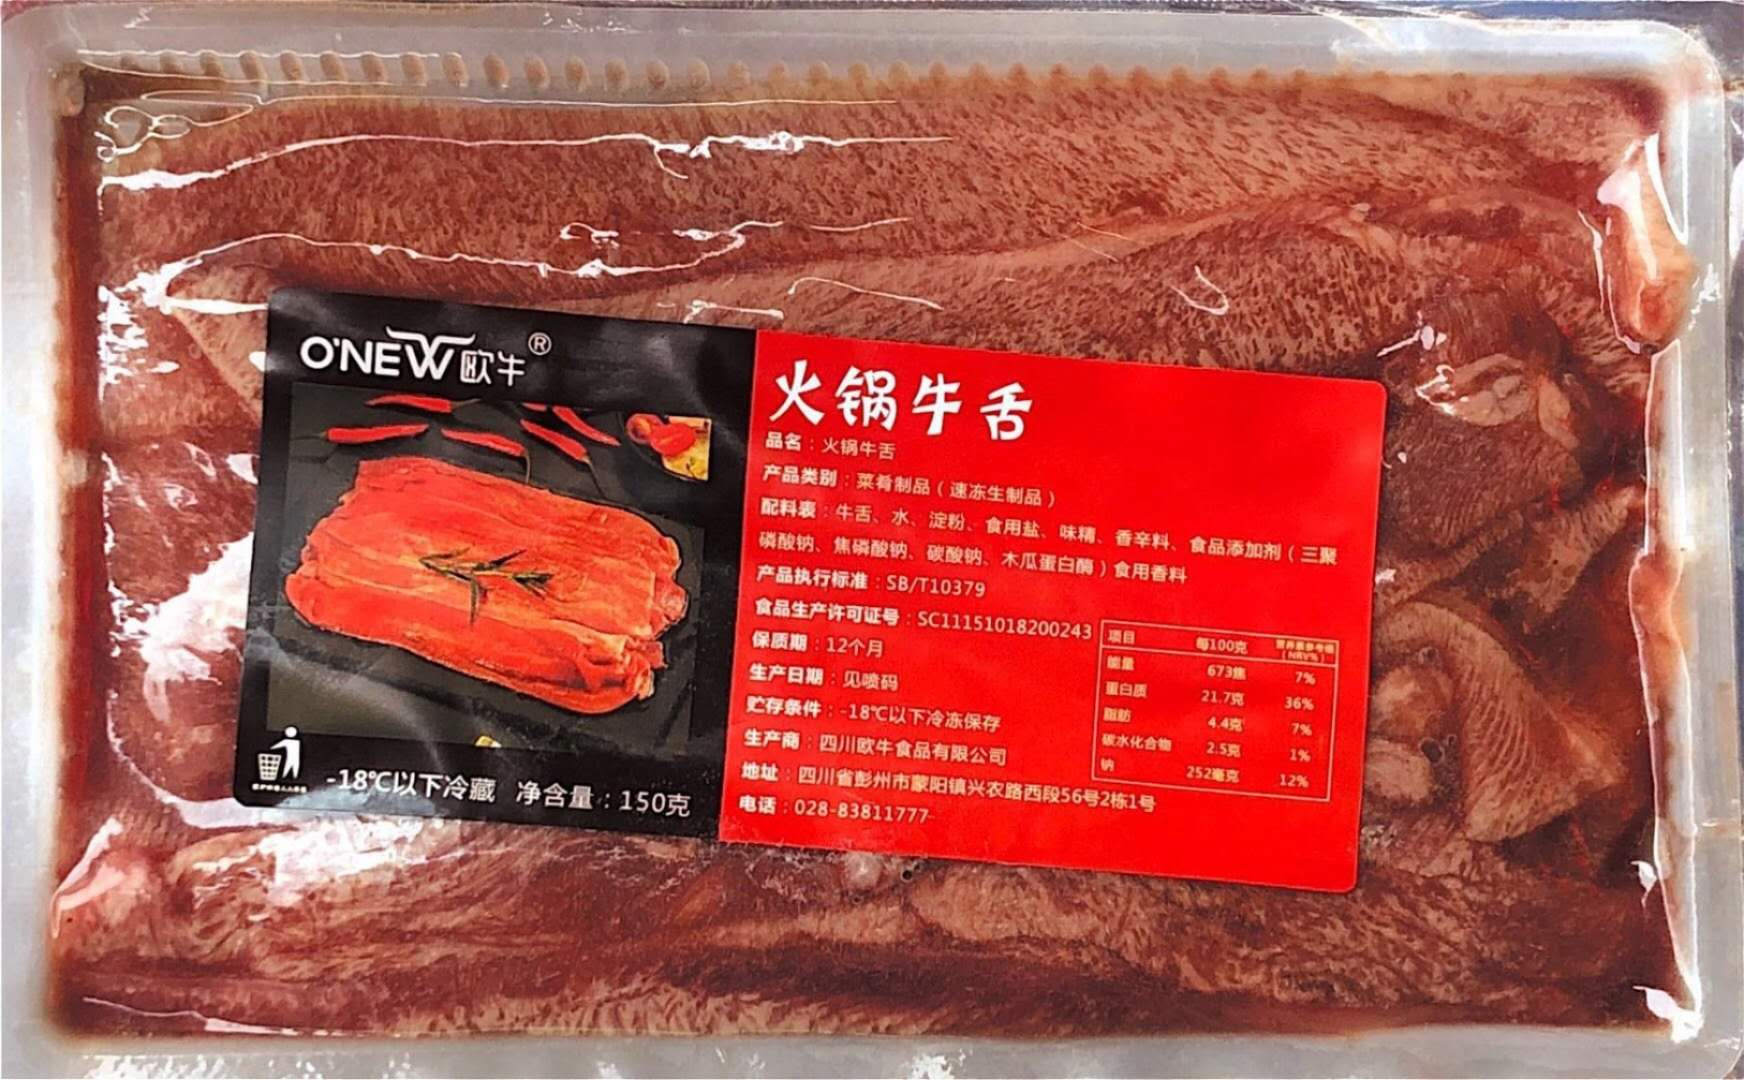 O'NEW欧牛®
-18℃以下冷藏 净含量：150克
火锅牛舌
品名：火锅牛舌
产品类别：菜肴制品（速冻生制品）
配料表：牛舌、水、淀粉、食用盐、味精、香辛料、食品添加剂（三聚
磷酸钠、焦磷酸钠、碳酸钠、木瓜蛋白酶）食用香料
产品执行标准：SB/T10379
食品生产许可证号：SC11151018200243
保质期：12个月
生产日期：见喷码
贮存条件：-18℃以下冷冻保存
生产商：四川欧牛食品有限公司
地址：四川省彭州市蒙阳镇兴农路西段56号2栋1号
电话：028-83811777
项目 每100克 营养素参考值（NRV%）
能量 673焦 7%
蛋白质 21.7克 36%
脂肪 4.4克 7%
碳水化合物 2.5克 1%
钠 252毫克 12%